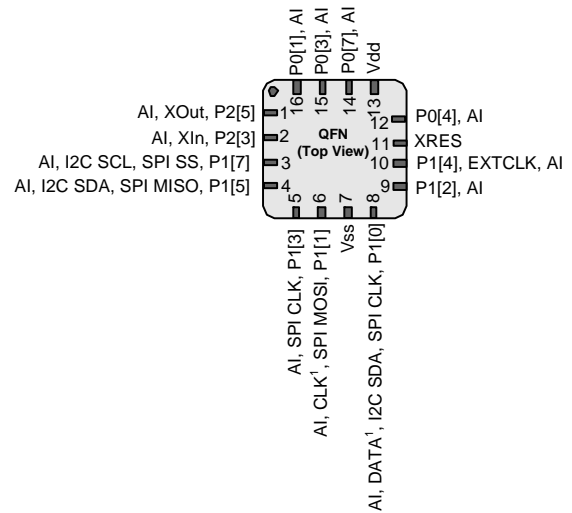 P0[1], AI
P0[3], AI
P0[7], AI
Vdd
16
15
14
13
AI, XOut, P2[5]
1
AI, XIn, P2[3]
2
AI, I2C SCL, SPI SS, P1[7]
3
AI, I2C SDA, SPI MISO, P1[5]
4
QFN
(Top View)
12
P0[4], AI
11
XRES
10
P1[4], EXTCLK, AI
9
P1[2], AI
5
6
7
8
AI, SPI CLK, P1[3]
AI, CLK¹, SPI MOSI, P1[1]
Vss
AI, DATA¹, I2C SDA, SPI CLK, P1[0]